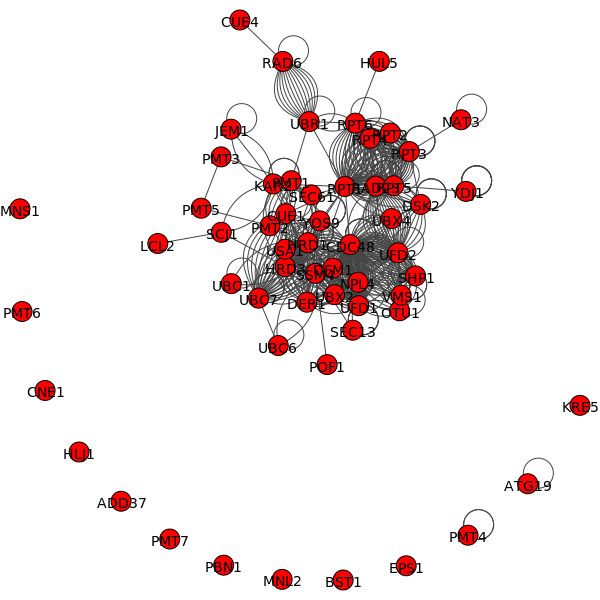 CUE4
RAD6
HUL5
UBR1
RPT6
NAT3
RPT2
RPT4
RPT3
JEM1
PMT3
KAR2
PMT1
SEC61
RPT1
RPT5
YDJ1
DSK2
MNS1
PMT5
CUE1
YOS9
UBX4
PMT2
SCJ1
LCL2
HRD1
CDC48
USA1
UFD2
HRD3
SSM4
DFM1
SHP1
UBC1
NPL4
UBC7
UBX2
VMS1
DER1
UFD1
OTU1
PMT6
SEC13
UBC6
POF1
CNE1
KRE5
HLJ1
ATG19
ADD37
PMT4
PMT7
PBN1
EPS1
MNL2
BST1